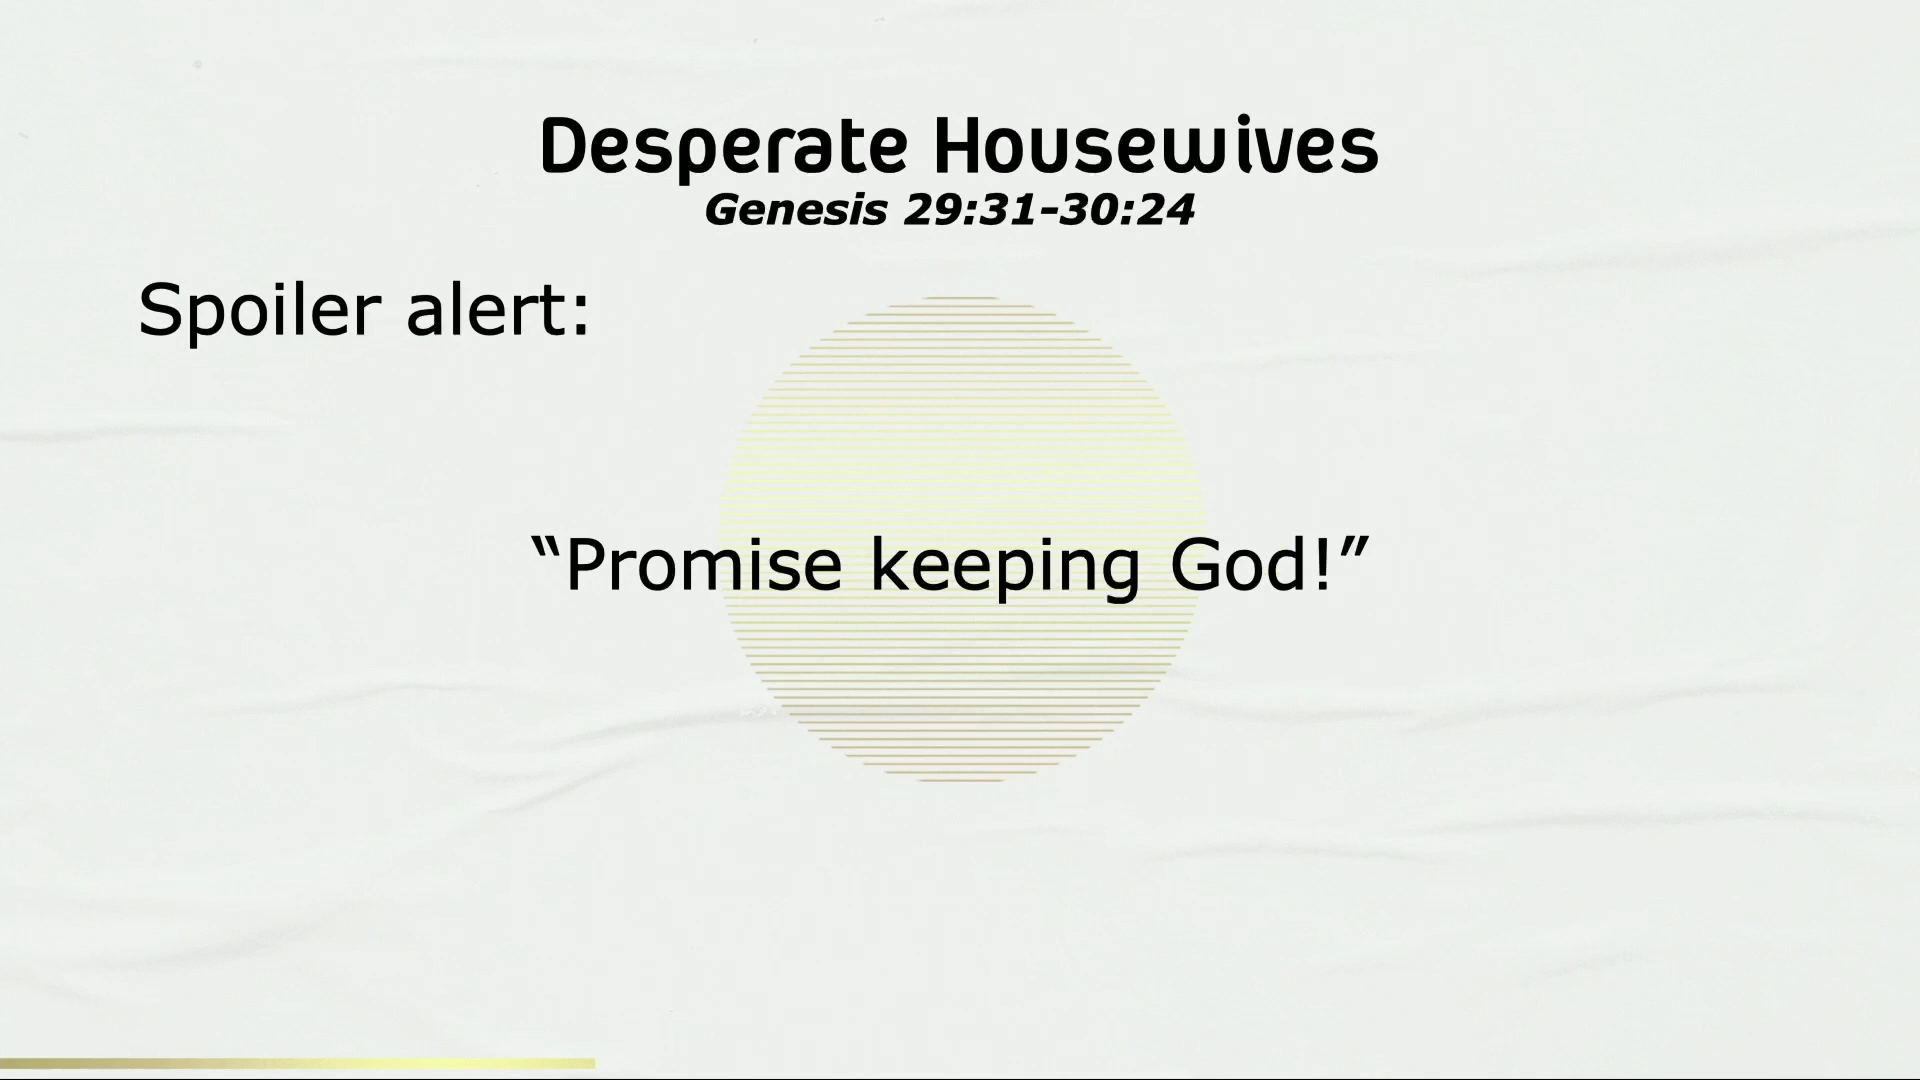 Desperate Housewives
Genesis 29:31-30:24
Spoiler alert:
“Promise keeping God!”